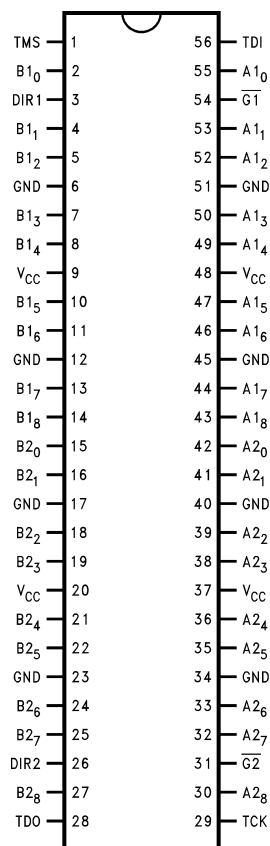 TMS 1 56 TDI
B1₀ 2 55 A1₀
DIR1 3 54 G̅1̅
B1₁ 4 53 A1₁
B1₂ 5 52 A1₂
GND 6 51 GND
B1₃ 7 50 A1₃
B1₄ 8 49 A1₄
V_CC 9 48 V_CC
B1₅ 10 47 A1₅
B1₆ 11 46 A1₆
GND 12 45 GND
B1₇ 13 44 A1₇
B1₈ 14 43 A1₈
B2₀ 15 42 A2₀
B2₁ 16 41 A2₁
GND 17 40 GND
B2₂ 18 39 A2₂
B2₃ 19 38 A2₃
V_CC 20 37 V_CC
B2₄ 21 36 A2₄
B2₅ 22 35 A2₅
GND 23 34 GND
B2₆ 24 33 A2₆
B2₇ 25 32 A2₇
DIR2 26 31 G̅2̅
B2₈ 27 30 A2₈
TDO 28 29 TCK